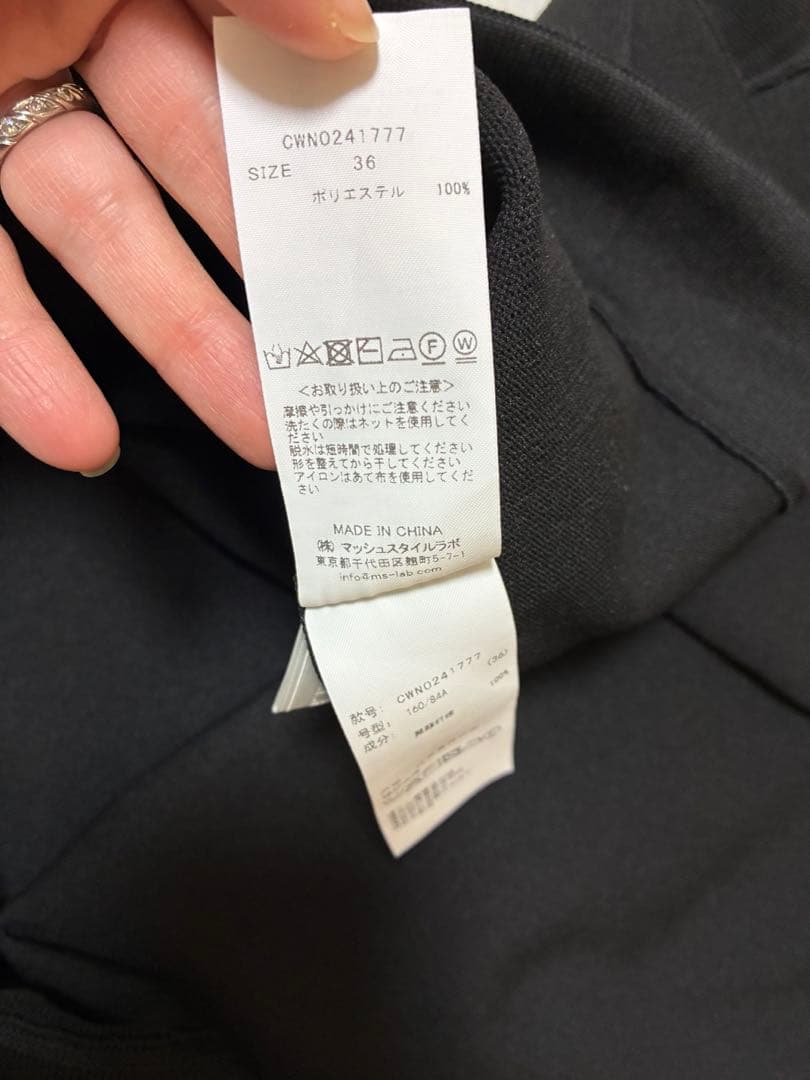 CWNO241777
SIZE 36
ポリエステル 100%
F W
<お取り扱い上のご注意>
摩擦や引っかけにご注意ください
洗たくの際はネットを使用してく
ださい
脱水は短時間で処理してください
形を整えてから干してください
アイロンはあて布を使用してくだ
さい
MADE IN CHINA
(株) マッシュスタイルラボ
東京都千代田区麹町5-7-1
info@ms-lab.com
款号: CWNO241777 (36)
号型: 160/84A
成分: 100%